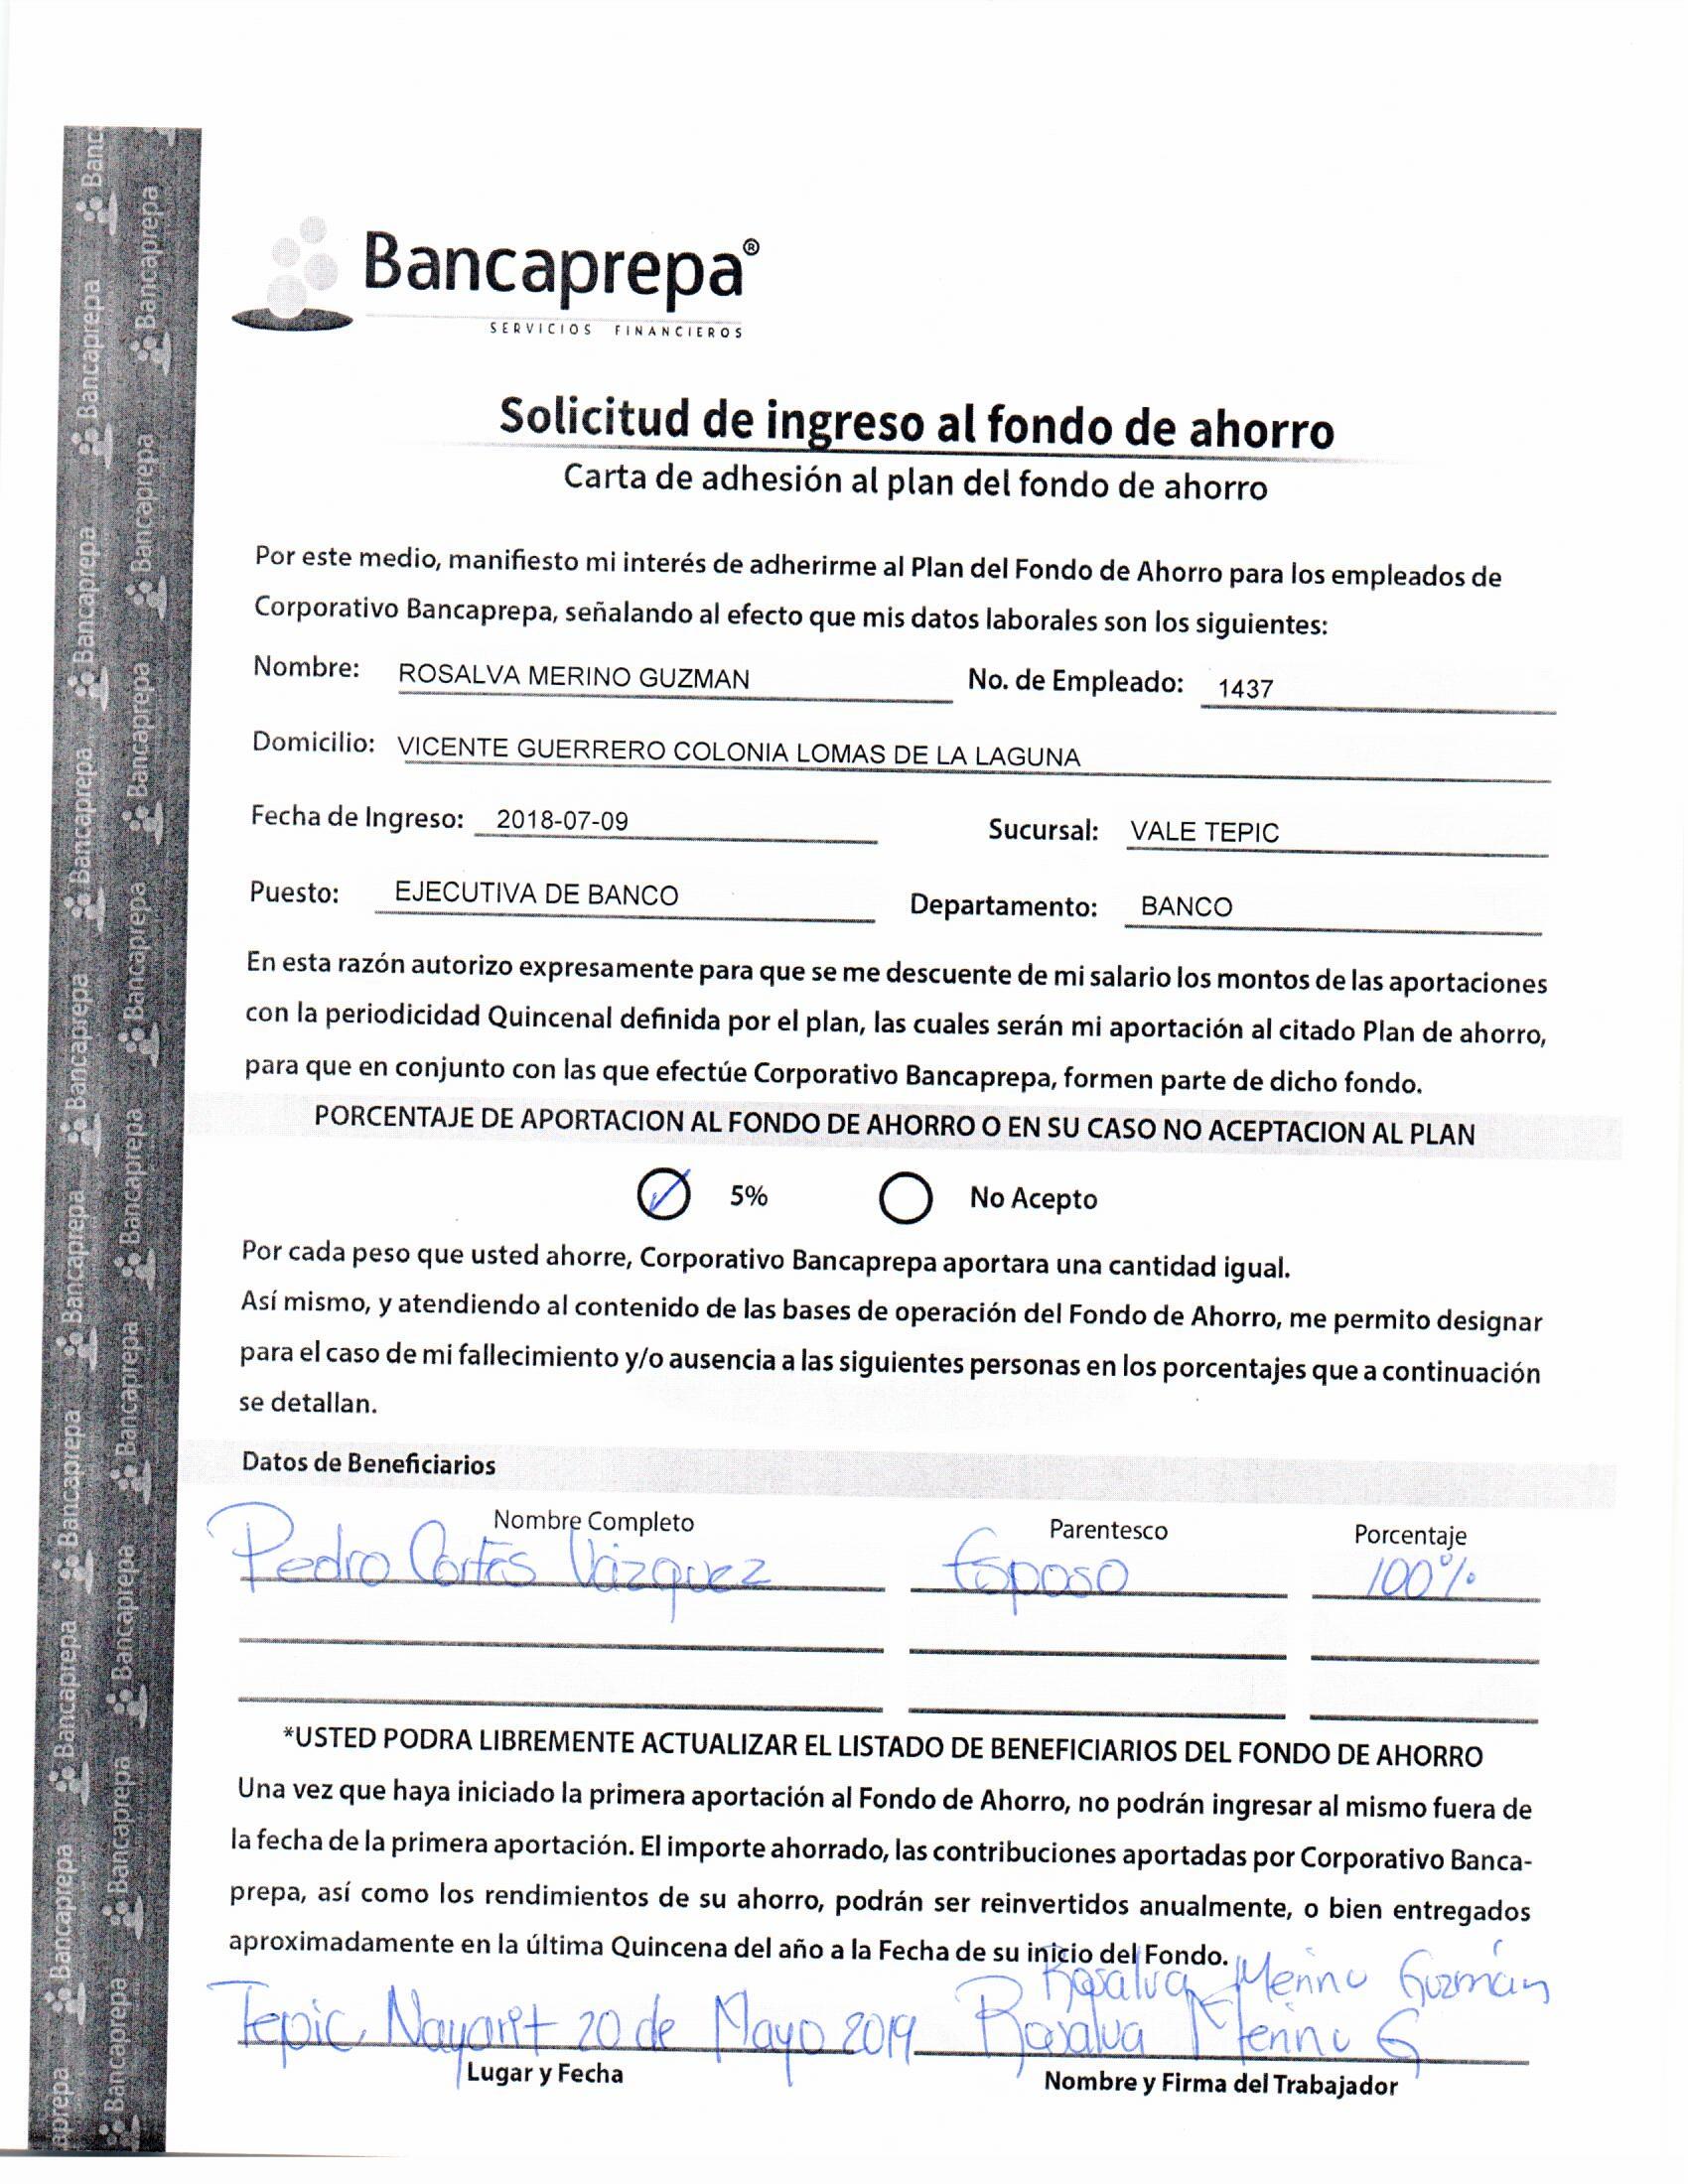 Bancaprepa®
SERVICIOS FINANCIEROS
Solicitud de ingreso al fondo de ahorro
Carta de adhesión al plan del fondo de ahorro
Por este medio, manifiesto mi interés de adherirme al Plan del Fondo de Ahorro para los empleados de
Corporativo Bancaprepa, señalando al efecto que mis datos laborales son los siguientes:
Nombre: ROSALVA MERINO GUZMAN No. de Empleado: 1437
Domicilio: VICENTE GUERRERO COLONIA LOMAS DE LA LAGUNA
Fecha de Ingreso: 2018-07-09 Sucursal: VALE TEPIC
Puesto: EJECUTIVA DE BANCO Departamento: BANCO
En esta razón autorizo expresamente para que se me descuente de mi salario los montos de las aportaciones
con la periodicidad Quincenal definida por el plan, las cuales serán mi aportación al citado Plan de ahorro,
para que en conjunto con las que efectúe Corporativo Bancaprepa, formen parte de dicho fondo.
PORCENTAJE DE APORTACION AL FONDO DE AHORRO O EN SU CASO NO ACEPTACION AL PLAN
5% No Acepto
Por cada peso que usted ahorre, Corporativo Bancaprepa aportara una cantidad igual.
Así mismo, y atendiendo al contenido de las bases de operación del Fondo de Ahorro, me permito designar
para el caso de mi fallecimiento y/o ausencia a las siguientes personas en los porcentajes que a continuación
se detallan.
Datos de Beneficiarios
Nombre Completo Parentesco Porcentaje
Pedro Cortés Vázquez Esposo 100%
*USTED PODRA LIBREMENTE ACTUALIZAR EL LISTADO DE BENEFICIARIOS DEL FONDO DE AHORRO
Una vez que haya iniciado la primera aportación al Fondo de Ahorro, no podrán ingresar al mismo fuera de
la fecha de la primera aportación. El importe ahorrado, las contribuciones aportadas por Corporativo Banca-
prepa, así como los rendimientos de su ahorro, podrán ser reinvertidos anualmente, o bien entregados
aproximadamente en la última Quincena del año a la Fecha de su inicio del Fondo.
Rosalva Merino Guzmán
Tepic, Nayarit 20 de Mayo 2019 Rosalva Merino G
Lugar y Fecha Nombre y Firma del Trabajador